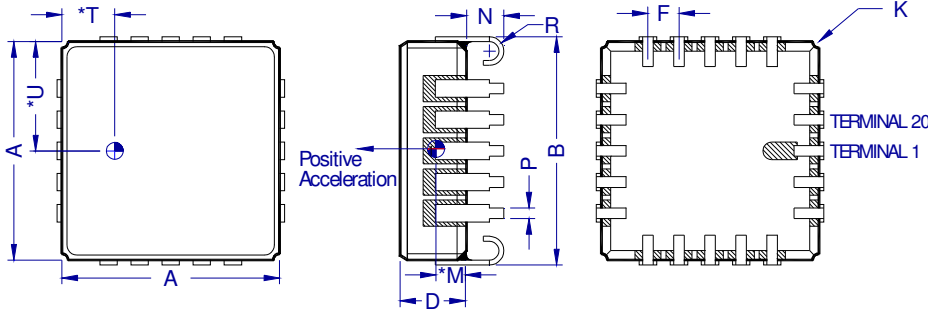 *T
N
F
K
R
*U
A
Positive
Acceleration
P
B
TERMINAL 20
TERMINAL 1
*M
A
D